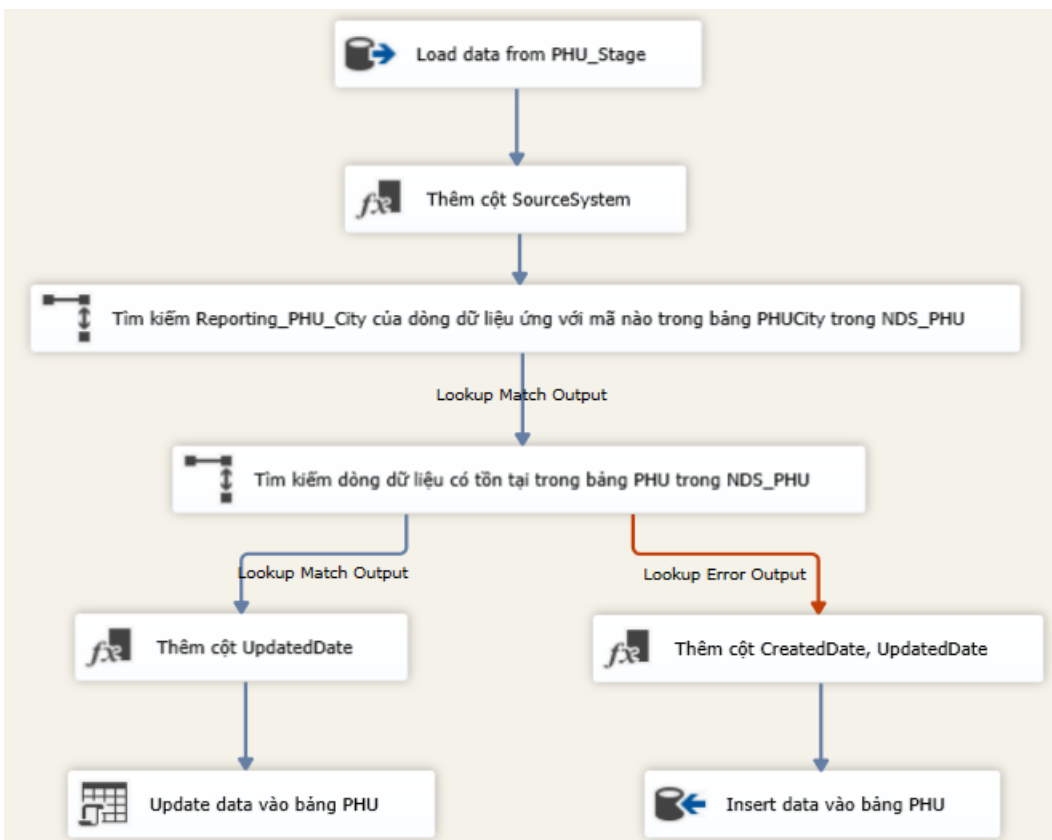 Load data from PHU_Stage
Thêm cột SourceSystem
Tìm kiếm Reporting_PHU_City của dòng dữ liệu ứng với mã nào trong bảng PHUCity trong NDS_PHU
Lookup Match Output
Tìm kiếm dòng dữ liệu có tồn tại trong bảng PHU trong NDS_PHU
Lookup Match Output
Lookup Error Output
Thêm cột UpdatedDate
Thêm cột CreatedDate, UpdatedDate
Update data vào bảng PHU
Insert data vào bảng PHU